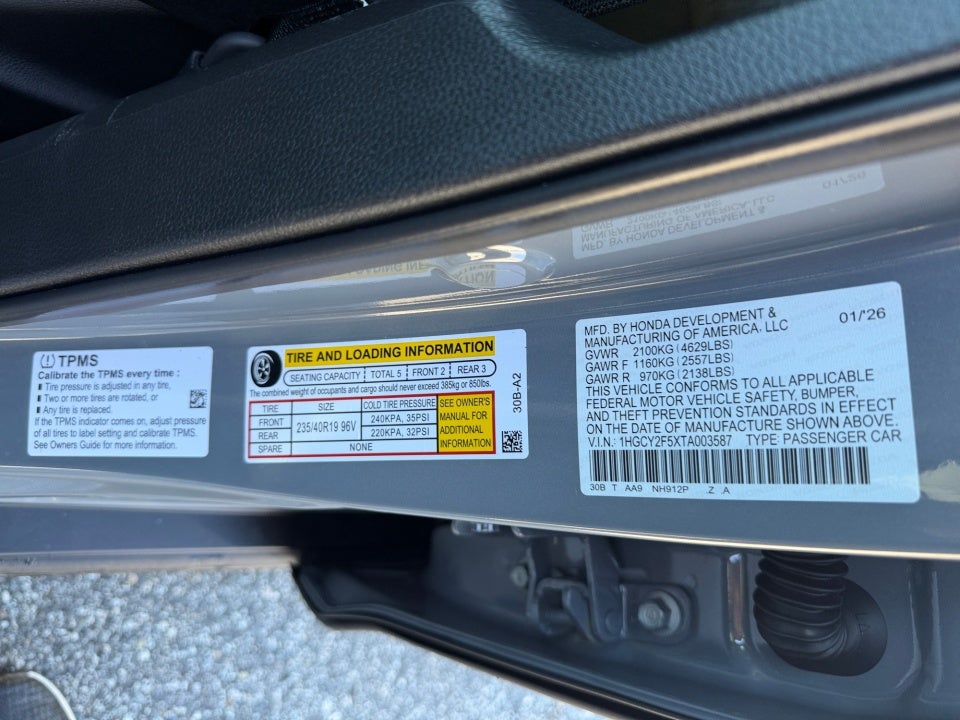 TPMS
Calibrate the TPMS every time :
Tire pressure is adjusted in any tire,
Two or more tires are rotated, or
Any tire is replaced.
If the TPMS indicator comes on, adjust pressure
of all tires to label setting and calibrate TPMS.
See Owners Guide for more information.
TIRE AND LOADING INFORMATION
SEATING CAPACITY TOTAL 5 FRONT 2 REAR 3
The combined weight of occupants and cargo should never exceed 385kg or 850lbs.
TIRE SIZE COLD TIRE PRESSURE
FRONT 235/40R19 96V 240KPA, 35PSI
REAR 220KPA, 32PSI
SPARE NONE
SEE OWNER'S
MANUAL FOR
ADDITIONAL
INFORMATION
30B-A2
MFD. BY HONDA DEVELOPMENT &
MANUFACTURING OF AMERICA, LLC
01/'26
GVWR 2100KG (4629LBS)
GAWR F 1160KG (2557LBS)
GAWR R 970KG (2138LBS)
THIS VEHICLE CONFORMS TO ALL APPLICABLE
FEDERAL MOTOR VEHICLE SAFETY, BUMPER,
AND THEFT PREVENTION STANDARDS IN EFFECT
ON THE DATE OF MANUFACTURE SHOWN ABOVE.
V.I.N.: 1HGCY2F5XTA003587 TYPE: PASSENGER CAR
30B T AA9 NH912P .Z .A